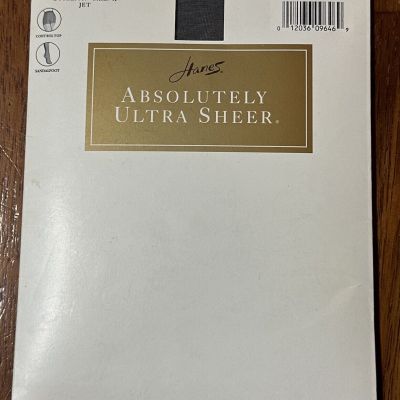 JET
CONTROL TOP
SANDALFOOT
0 12036 09646 9
Hanes®
ABSOLUTELY
ULTRA SHEER®